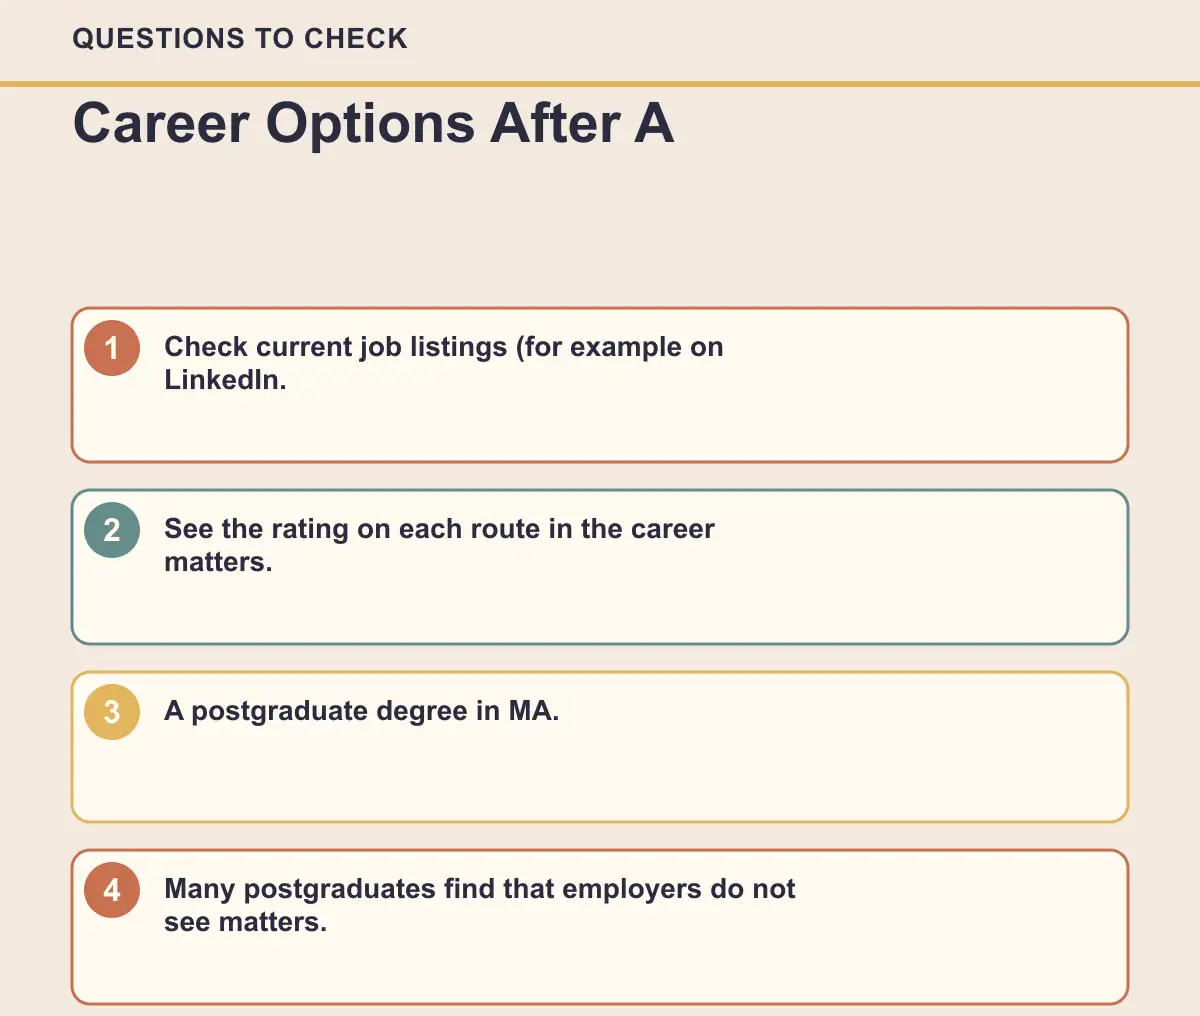 QUESTIONS TO CHECK
Career Options After A
1
Check current job listings (for example on
LinkedIn.
2
See the rating on each route in the career
matters.
3
A postgraduate degree in MA.
4
Many postgraduates find that employers do not
see matters.